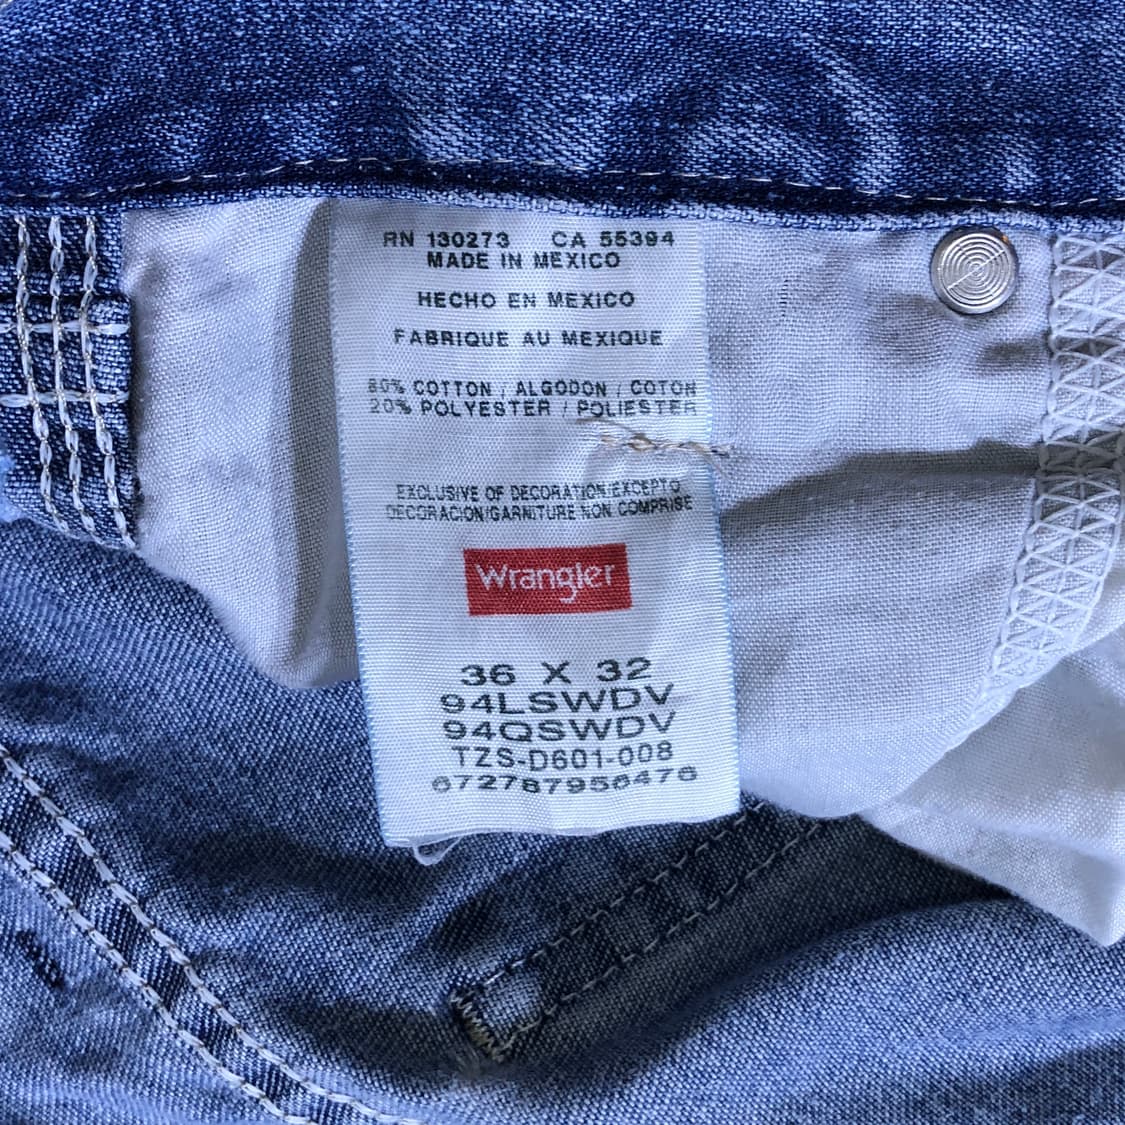 RN 130273 CA 55394
MADE IN MEXICO
HECHO EN MEXICO
FABRIQUE AU MEXIQUE
80% COTTON / ALGODON / COTON
20% POLYESTER / POLIESTER
EXCLUSIVE OF DECORATION/EXCEPTO
DECORACION/GARNITURE NON COMPRISE
Wrangler
36 X 32
94LSWDV
94QSWDV
TZS-D601-008